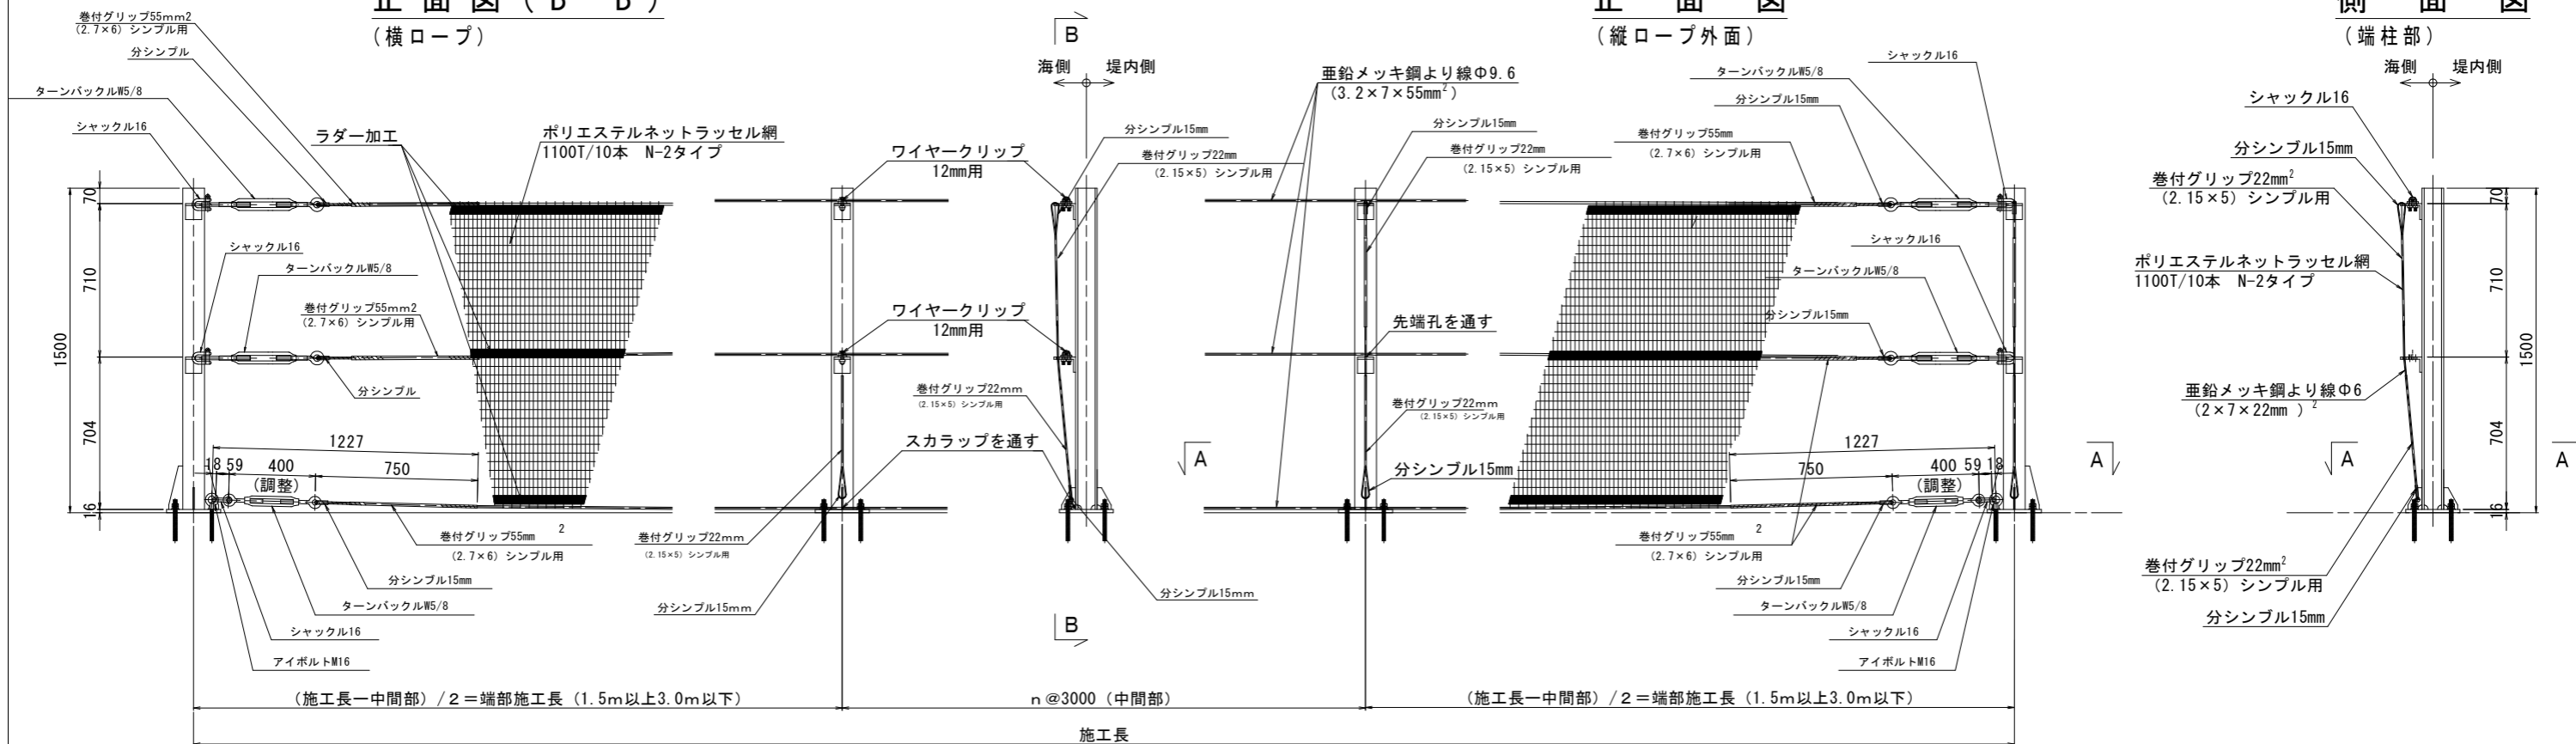 正面図(B－B)
(横ロープ)
巻付グリップ55mm2
(2.7×6) シンブル用
分シンブル
ターンバックルW5/8
シャックル16
ラダー加工
ポリエステルネットラッセル網
1100T/10本 N-2タイプ
シャックル16
ターンバックルW5/8
巻付グリップ55mm2
(2.7×6) シンブル用
分シンブル
70
710
1500
704
16
1227
18
59
400
(調整)
750
巻付グリップ55mm2
(2.7×6) シンブル用
分シンブル15mm
ターンバックルW5/8
シャックル16
アイボルトM16
巻付グリップ22mm
(2.15×5) シンブル用
分シンブル15mm
ワイヤークリップ
12mm用
ワイヤークリップ
12mm用
巻付グリップ22mm
(2.15×5) シンブル用
スカラップを通す
B
海側
堤内側
分シンブル15mm
巻付グリップ22mm
(2.15×5) シンブル用
分シンブル15mm
B
正面図
(縦ロープ外面)
亜鉛メッキ鋼より線Φ9.6
(3.2×7×55mm2)
分シンブル15mm
巻付グリップ22mm
(2.15×5) シンブル用
ターンバックルW5/8
分シンブル15mm
巻付グリップ55mm
(2.7×6) シンブル用
シャックル16
シャックル16
ターンバックルW5/8
分シンブル15mm
先端孔を通す
巻付グリップ22mm
(2.15×5) シンブル用
分シンブル15mm
A
A
1227
750
400
59
18
(調整)
巻付グリップ55mm2
(2.7×6) シンブル用
分シンブル15mm
ターンバックルW5/8
シャックル16
アイボルトM16
(施工長ー中間部)/2＝端部施工長(1.5m以上3.0m以下)
n@3000(中間部)
(施工長ー中間部)/2＝端部施工長(1.5m以上3.0m以下)
施工長
側面図
(端柱部)
海側
堤内側
シャックル16
分シンブル15mm
巻付グリップ22mm2
(2.15×5) シンブル用
ポリエステルネットラッセル網
1100T/10本 N-2タイプ
亜鉛メッキ鋼より線Φ6
(2×7×22mm )2
70
710
1500
704
16
A
A
巻付グリップ22mm2
(2.15×5) シンブル用
分シンブル15mm